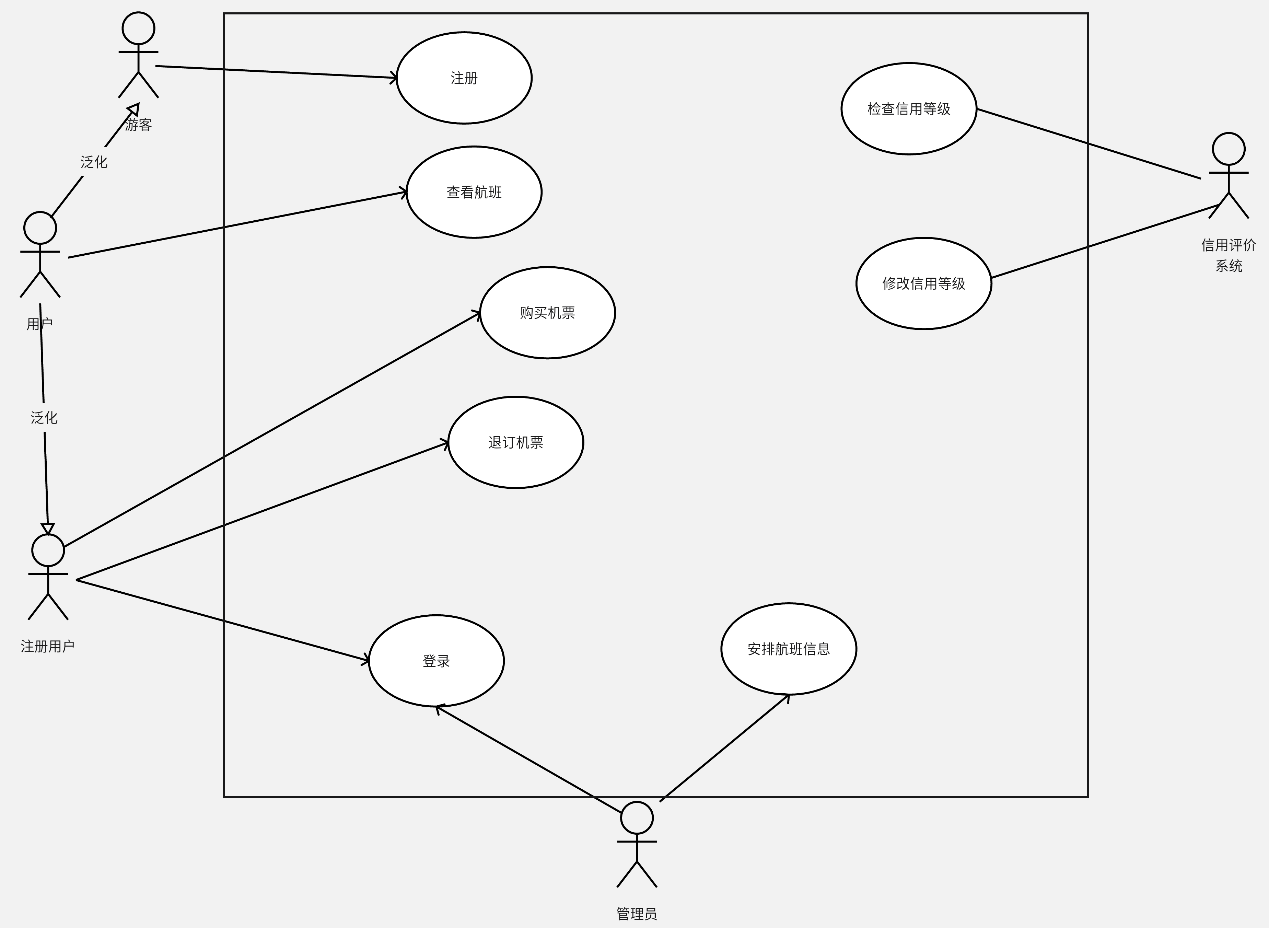 注册
检查信用等级
游客
泛化
查看航班
信用评价
系统
修改信用等级
购买机票
用户
泛化
退订机票
注册用户
登录
安排航班信息
管理员